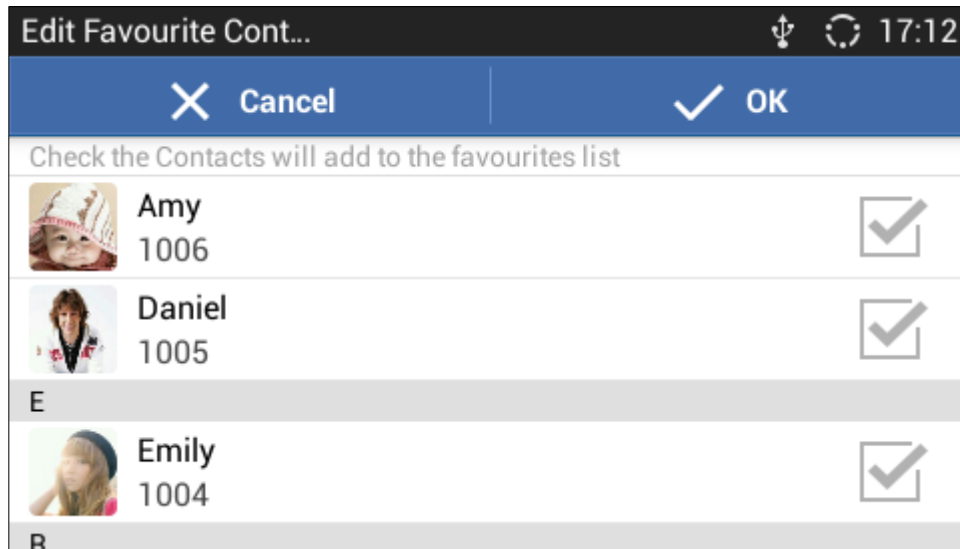 Edit Favourite Cont... 17:12
Cancel OK
Check the Contacts will add to the favourites list
Amy
1006
Daniel
1005
E
Emily
1004